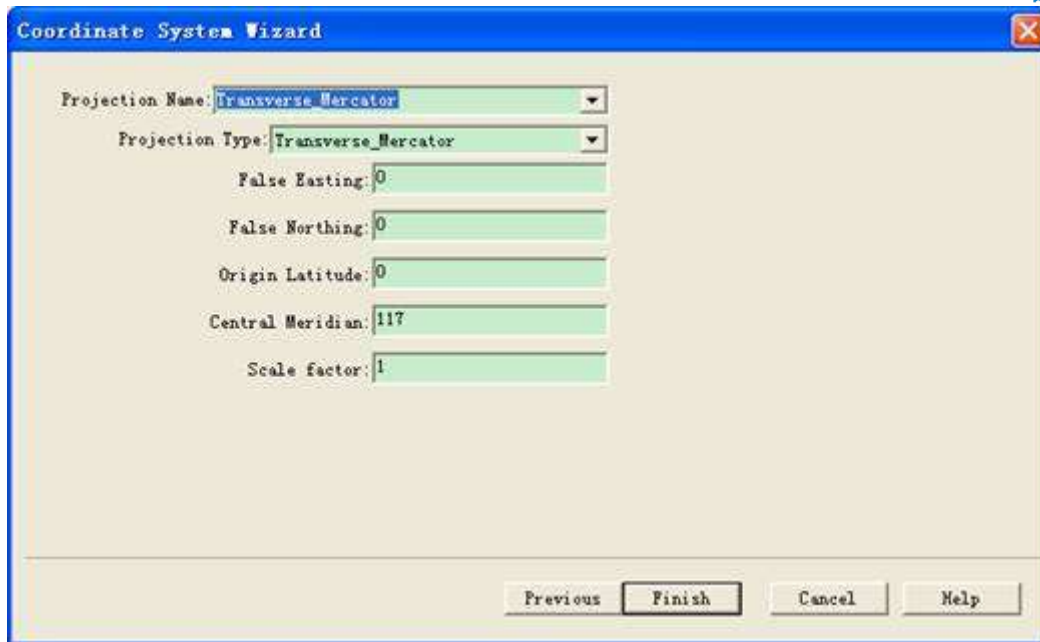 Coordinate System Wizard
Projection Name: Transverse_Mercator
Projection Type: Transverse_Mercator
False Easting: 0
False Northing: 0
Origin Latitude: 0
Central Meridian: 117
Scale factor: 1
Previous Finish Cancel Help